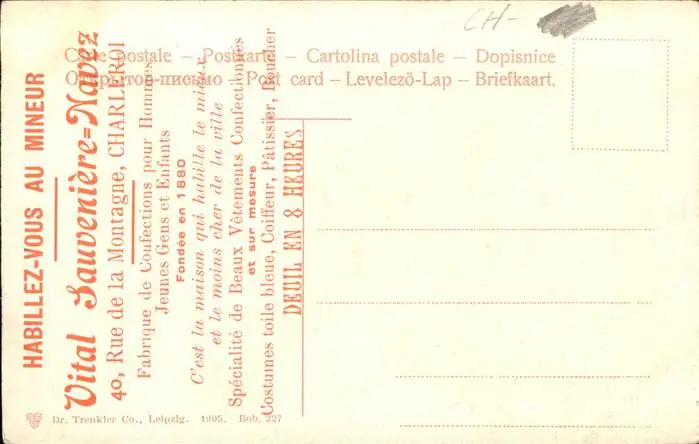 CH-
Carte postale – Postkarte – Cartolina postale – Dopisnice
Открытое письмо – Post card – Levelező-Lap – Briefkaart.
HABILLEZ-VOUS AU MINEUR
Vital Sauvenière=Navez
40, Rue de la Montagne, CHARLEROI
Fabrique de Confections pour Hommes
Jeunes Gens et Enfants
Fondée en 1880
C'est la maison qui habille le mieux
et le moins cher de la ville
Spécialité de Beaux Vêtements Confectionnés
et sur mesure
Costumes toile bleue, Coiffeur, Pâtissier, Boucher
DEUIL EN 8 HEURES
Dr. Trenkler Co., Leipzig. 1905. Bob. 227